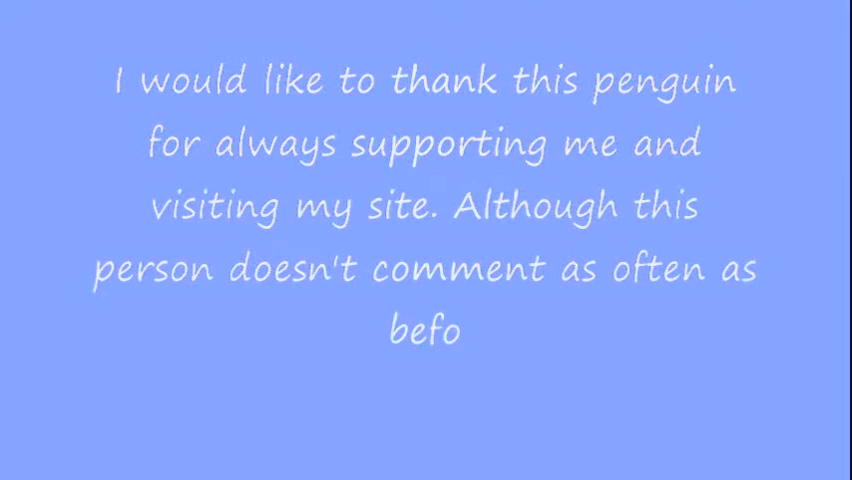 I would like to thank this penguin
for always supporting me and
visiting my site. Although this
person doesn't comment as often as
befo